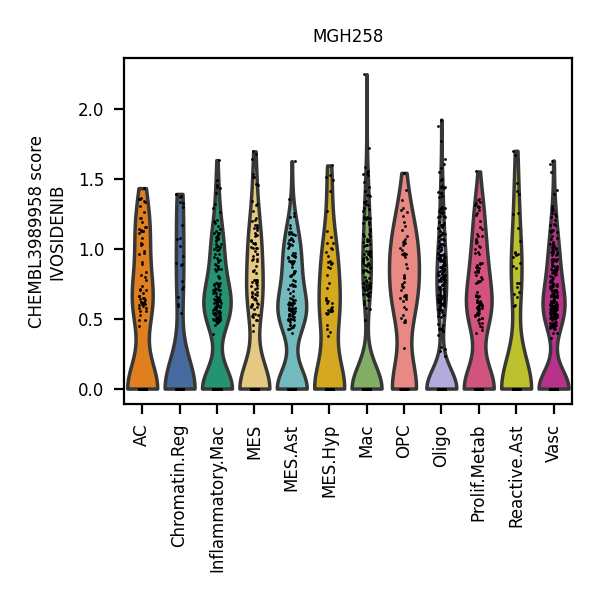 MGH258
CHEMBL3989958 score
IVOSIDENIB
2.0
1.5
1.0
0.5
0.0
AC
Chromatin.Reg
Inflammatory.Mac
MES
MES.Ast
MES.Hyp
Mac
OPC
Oligo
Prolif.Metab
Reactive.Ast
Vasc